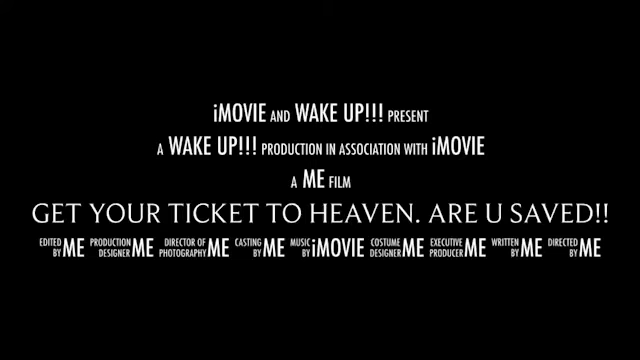 iMOVIE AND WAKE UP!!! PRESENT
A WAKE UP!!! PRODUCTION IN ASSOCIATION WITH iMOVIE
A ME FILM
GET YOUR TICKET TO HEAVEN. ARE U SAVED!!
EDITED BY ME PRODUCTION DESIGNER ME DIRECTOR OF PHOTOGRAPHY ME CASTING BY ME MUSIC BY iMOVIE COSTUME DESIGNER ME EXECUTIVE PRODUCER ME WRITTEN BY ME DIRECTED BY ME